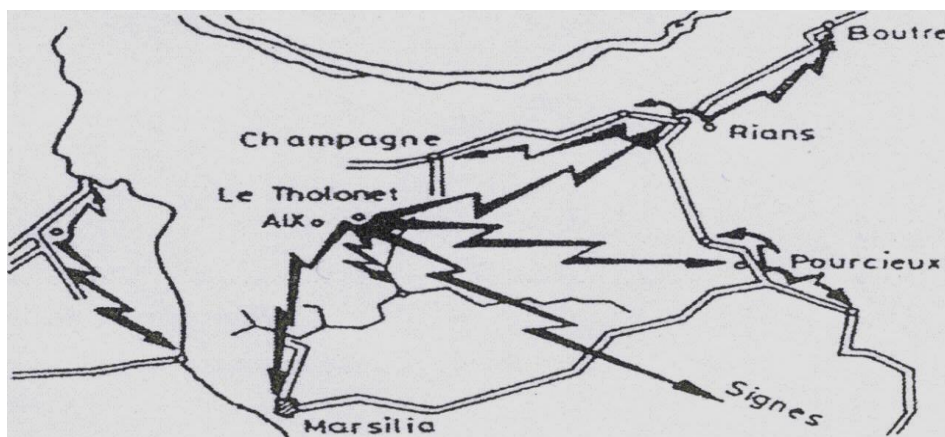 Boutre
Champagne
Rians
Le Tholonet
AIX
Pourcieux
Signes
Marsilia